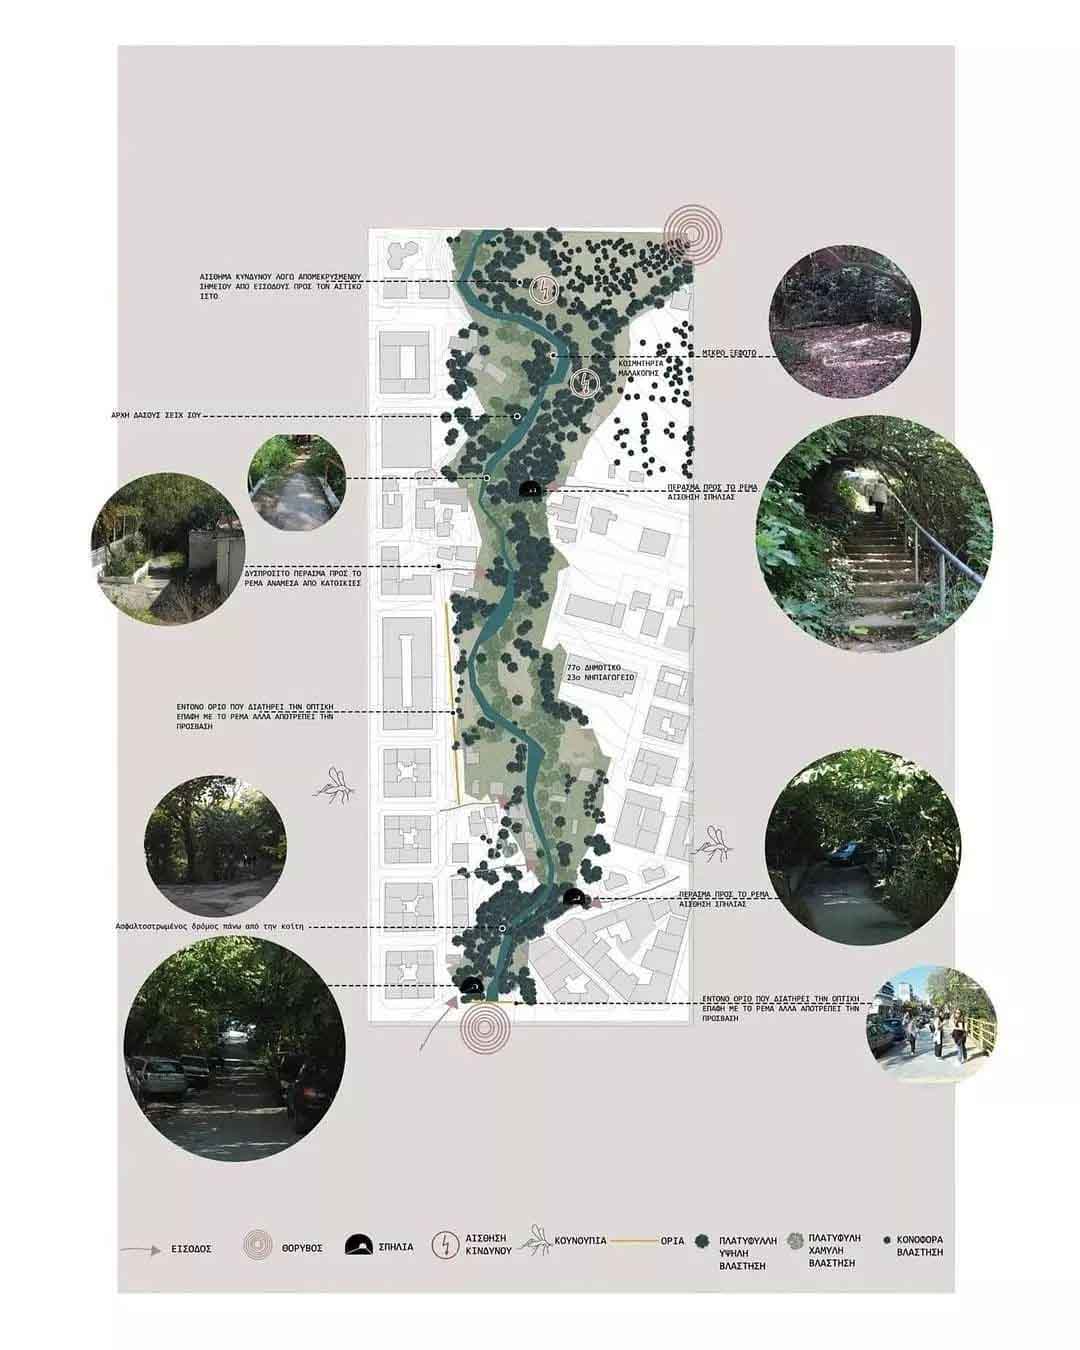 ΑΙΣΘΗΜΑ ΚΥΝΔΥΝΟΥ ΛΟΓΩ ΑΠΟΜΕΚΡΥΣΜΕΝΟΥ
ΣΗΜΕΙΟΥ ΑΠΟ ΕΙΣΟΔΟΥΣ ΠΡΟΣ ΤΟΝ ΑΣΤΙΚΟ
ΙΣΤΟ
ΜΙΚΡΟ ΞΕΦΩΤΟ
ΚΟΣΜΗΤΗΡΙΑ
ΜΑΛΑΚΟΠΗΣ
ΑΡΧΗ ΔΑΣΟΥΣ ΣΕΙΧ ΣΟΥ
ΠΕΡΑΣΜΑ ΠΡΟΣ ΤΟ ΡΕΜΑ
ΑΙΣΘΗΣΗ ΣΠΗΛΙΑΣ
ΔΥΣΠΡΟΣΙΤΟ ΠΕΡΑΣΜΑ ΠΡΟΣ ΤΟ
ΡΕΜΑ ΑΝΑΜΕΣΑ ΑΠΟ ΚΑΤΟΙΚΙΕΣ
77ο ΔΗΜΟΤΙΚΟ
23ο ΝΗΠΙΑΓΩΓΕΙΟ
ΕΝΤΟΝΟ ΟΡΙΟ ΠΟΥ ΔΙΑΤΗΡΕΙ ΤΗΝ ΟΠΤΙΚΗ
ΕΠΑΦΗ ΜΕ ΤΟ ΡΕΜΑ ΑΛΛΑ ΑΠΟΤΡΕΠΕΙ ΤΗΝ
ΠΡΟΣΒΑΣΗ
ΠΕΡΑΣΜΑ ΠΡΟΣ ΤΟ ΡΕΜΑ
ΑΙΣΘΗΣΗ ΣΠΗΛΙΑΣ
Ασφαλτοστρωμένος δρόμος πάνω από την κοίτη
ΕΝΤΟΝΟ ΟΡΙΟ ΠΟΥ ΔΙΑΤΗΡΕΙ ΤΗΝ ΟΠΤΙΚΗ
ΕΠΑΦΗ ΜΕ ΤΟ ΡΕΜΑ ΑΛΛΑ ΑΠΟΤΡΕΠΕΙ ΤΗΝ
ΠΡΟΣΒΑΣΗ
ΕΙΣΟΔΟΣ
ΘΟΡΥΒΟΣ
ΣΠΗΛΙΑ
ΑΙΣΘΗΣΗ
ΚΙΝΔΥΝΟΥ
ΚΟΥΝΟΥΠΙΑ
ΟΡΙΑ
ΠΛΑΤΥΦΥΛΛΗ
ΥΨΗΛΗ
ΒΛΑΣΤΗΣΗ
ΠΛΑΤΥΦΥΛΗ
ΧΑΜΥΛΗ
ΒΛΑΣΤΗΣΗ
ΚΟΝΟΦΟΡΑ
ΒΛΑΣΤΗΣΗ